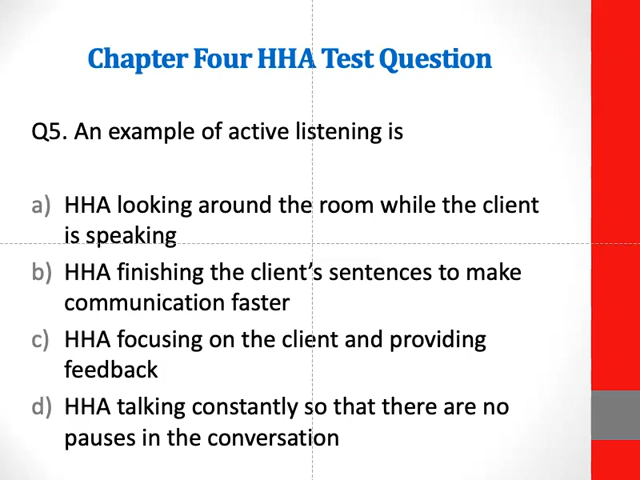 Chapter Four HHA Test Question
Q5. An example of active listening is
a) HHA looking around the room while the client
is speaking
b) HHA finishing the client’s sentences to make
communication faster
c) HHA focusing on the client and providing
feedback
d) HHA talking constantly so that there are no
pauses in the conversation